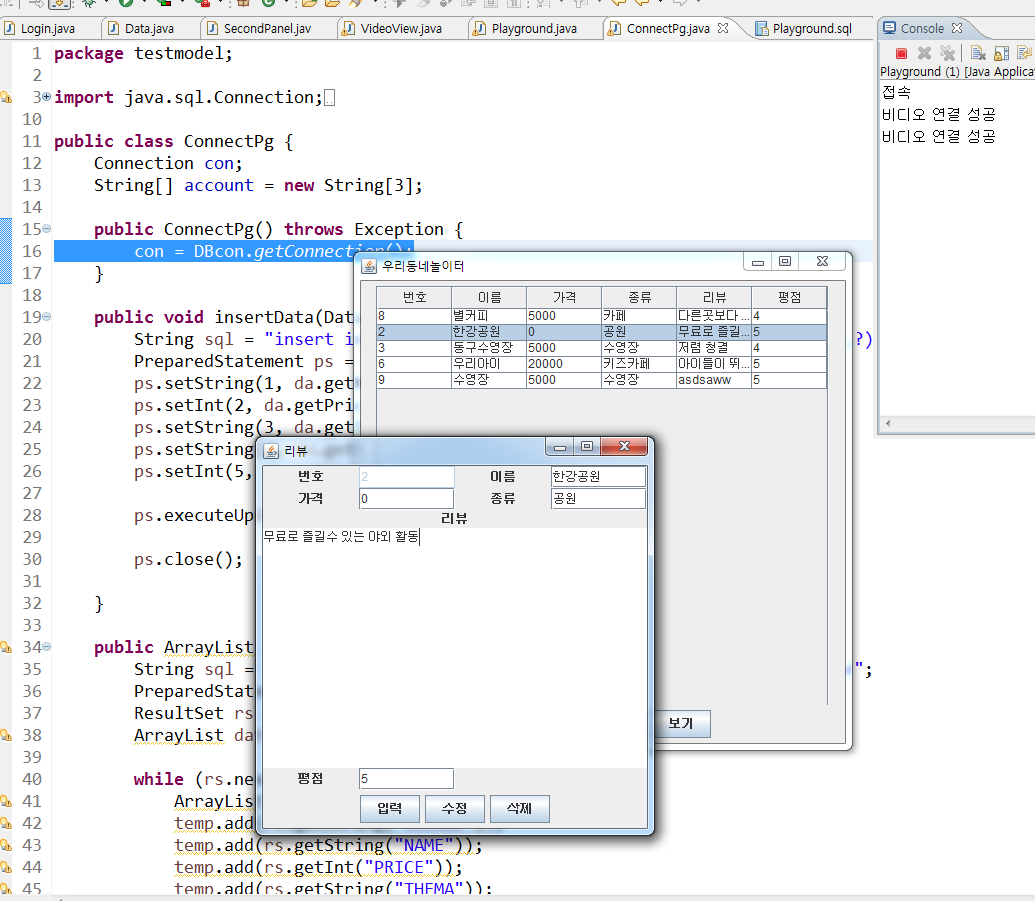 Login.java Data.java SecondPanel.jav VideoView.java Playground.java ConnectPg.java Playground.sql
1 package testmodel;
2
3 import java.sql.Connection;
10
11 public class ConnectPg {
12 Connection con;
13 String[] account = new String[3];
14
15 public ConnectPg() throws Exception {
16 con = DBcon.getConnection();
17 }
18
19 public void insertData(Dat
20 String sql = "insert i ?)
21 PreparedStatement ps =
22 ps.setString(1, da.get
23 ps.setInt(2, da.getPri
24 ps.setString(3, da.get
25 ps.setString
26 ps.setInt(5,
27
28 ps.executeUp
29
30 ps.close();
31
32 }
33
34 public ArrayList
35 String sql = ";
36 PreparedStat
37 ResultSet rs
38 ArrayList da
39
40 while (rs.ne
41 ArrayLis
42 temp.add
43 temp.add(rs.getString("NAME"));
44 temp.add(rs.getInt("PRICE"));
45 temp.add(rs.getString("THEMA"));
Console
Playground (1) [Java Applicat
접속
비디오 연결 성공
비디오 연결 성공
우리동네놀이터
번호 이름 가격 종류 리뷰 평점
8 별커피 5000 카페 다른곳보다 ... 4
2 한강공원 0 공원 무료로 즐길... 5
3 동구수영장 5000 수영장 저렴 청결 4
6 우리아이 20000 키즈카페 아이들이 뛰... 5
9 수영장 5000 수영장 asdsaww 5
보기
리뷰
번호 2 이름 한강공원
가격 0 종류 공원
리뷰
무료로 즐길수 있는 야외 활동
평점 5
입력 수정 삭제